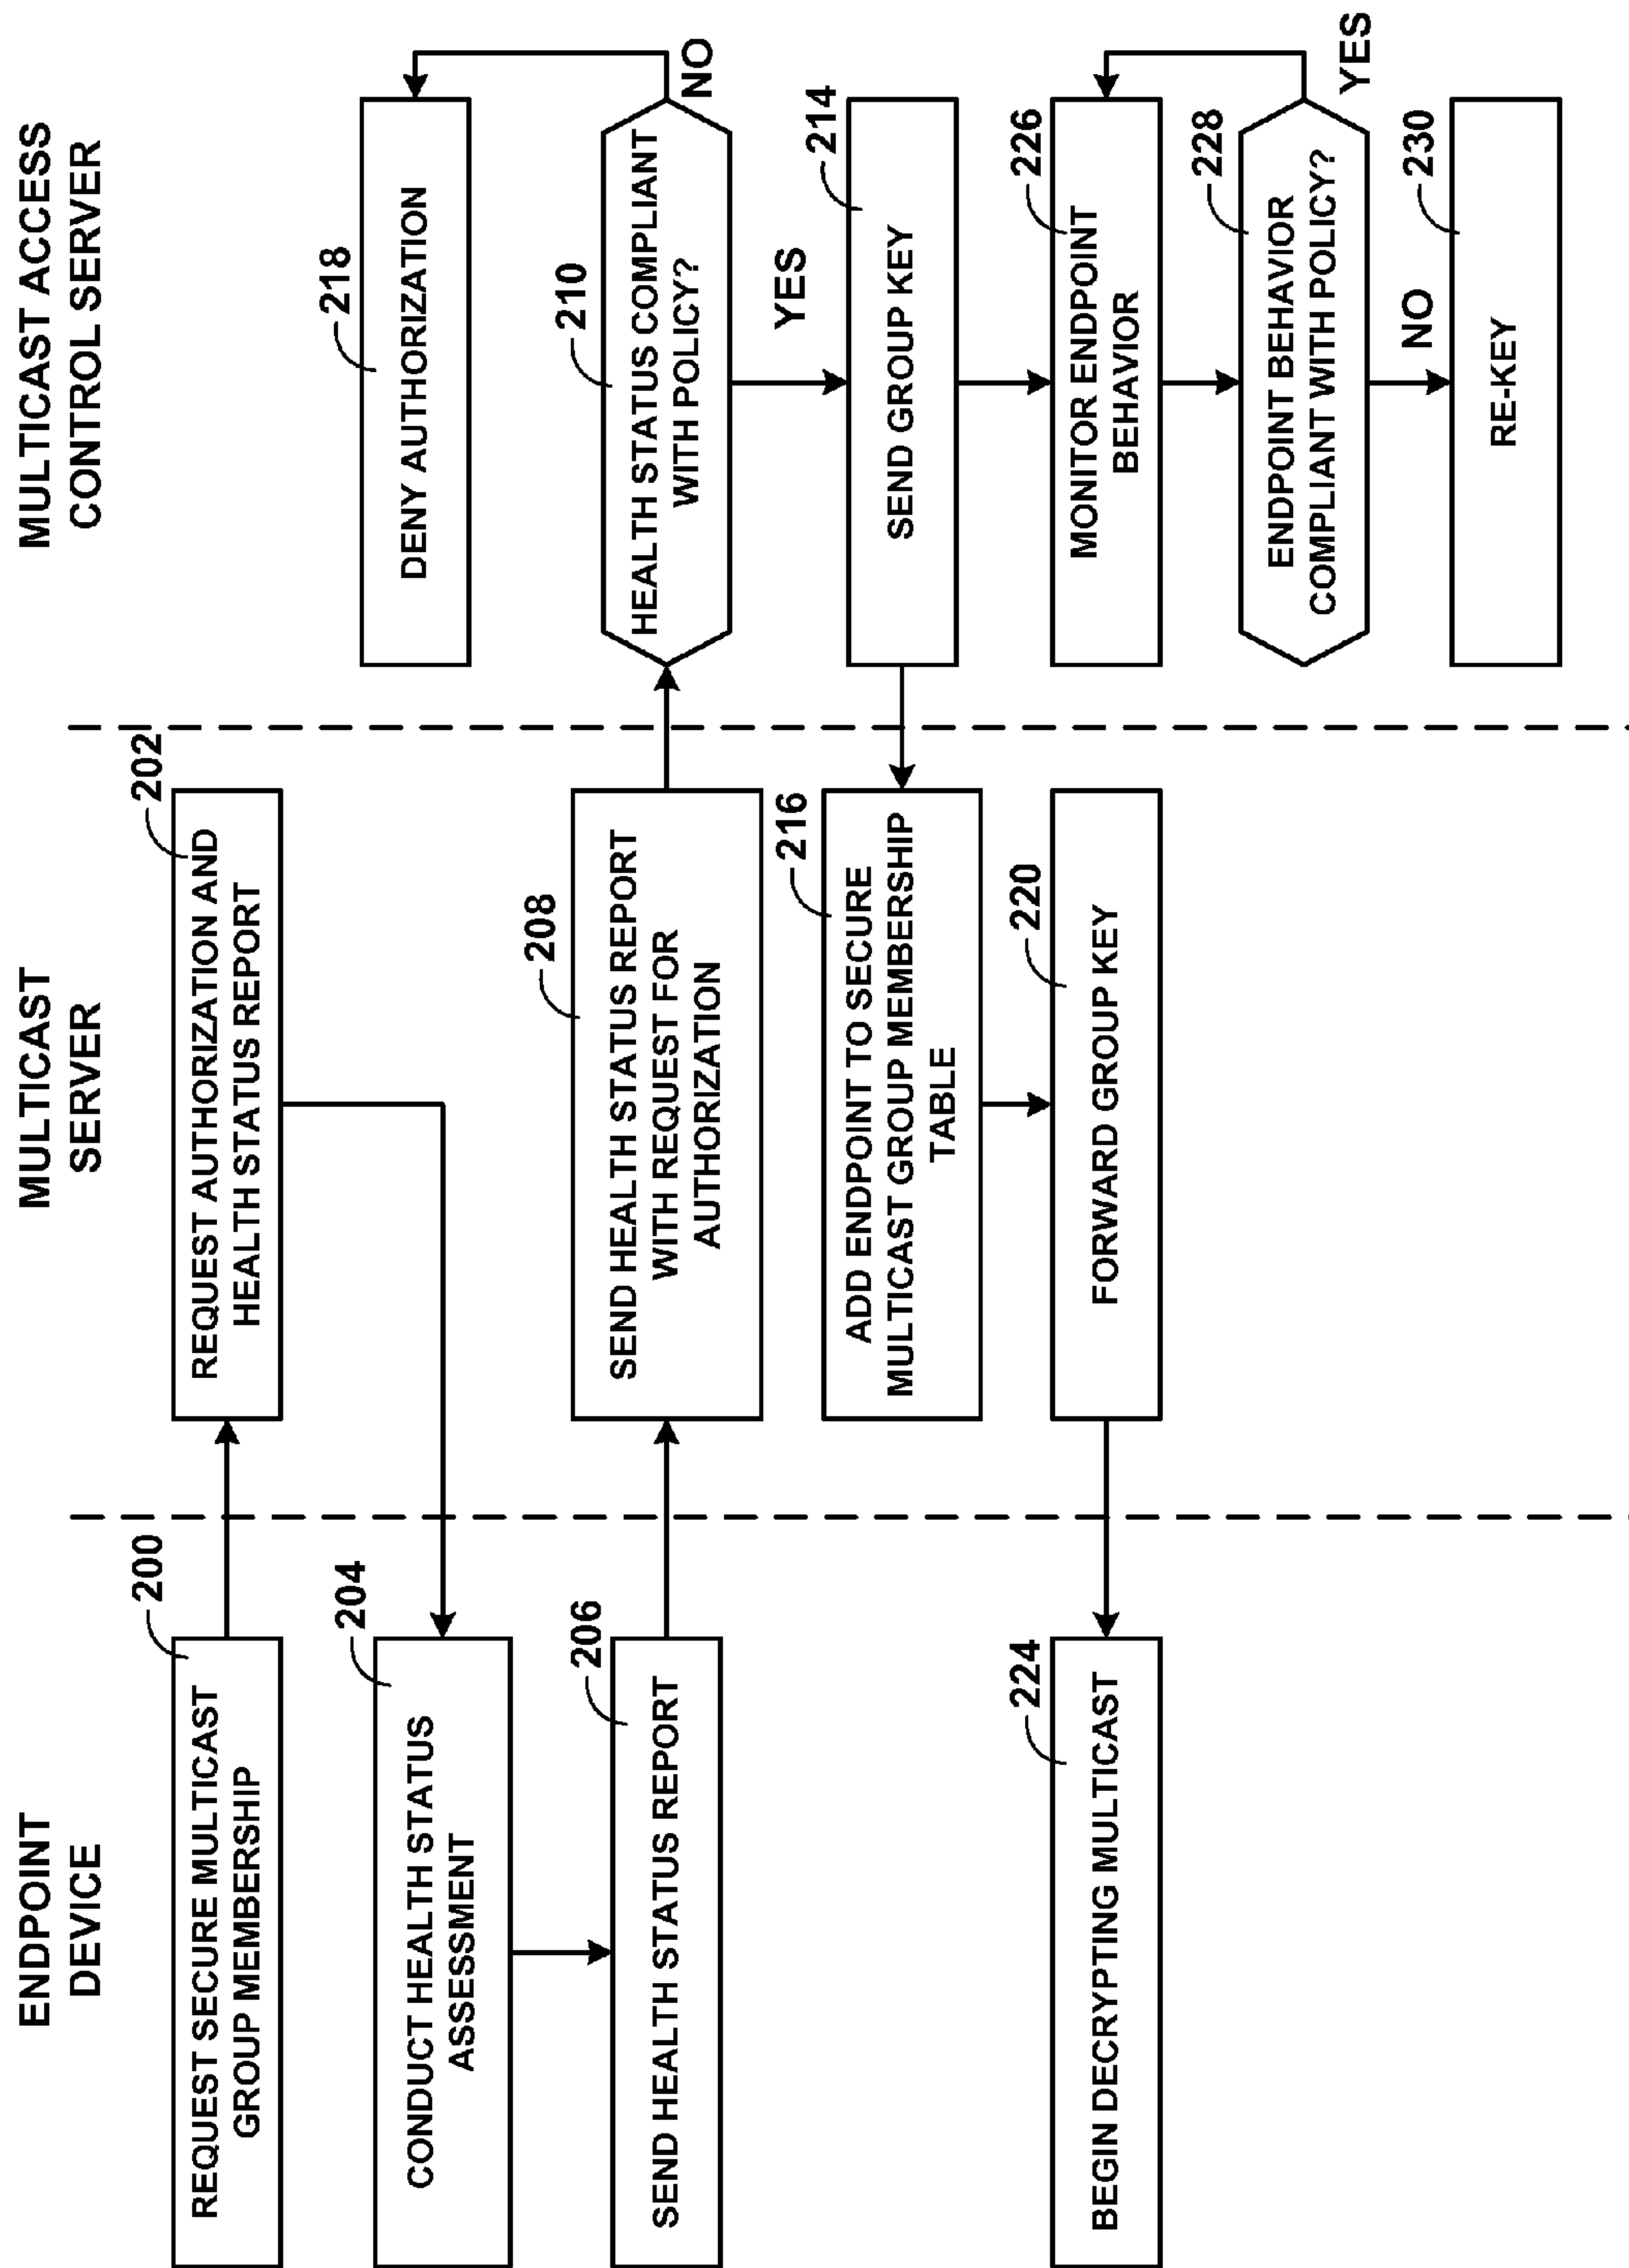 ENDPOINT
DEVICE
MULTICAST
SERVER
MULTICAST ACCESS
CONTROL SERVER
200
REQUEST SECURE MULTICAST
GROUP MEMBERSHIP
202
REQUEST AUTHORIZATION AND
HEALTH STATUS REPORT
204
CONDUCT HEALTH STATUS
ASSESSMENT
206
SEND HEALTH STATUS REPORT
208
SEND HEALTH STATUS REPORT
WITH REQUEST FOR
AUTHORIZATION
218
DENY AUTHORIZATION
NO
210
HEALTH STATUS COMPLIANT
WITH POLICY?
YES
214
SEND GROUP KEY
216
ADD ENDPOINT TO SECURE
MULTICAST GROUP MEMBERSHIP
TABLE
220
FORWARD GROUP KEY
224
BEGIN DECRYPTING MULTICAST
226
MONITOR ENDPOINT
BEHAVIOR
228
ENDPOINT BEHAVIOR
COMPLIANT WITH POLICY?
YES
NO
230
RE-KEY